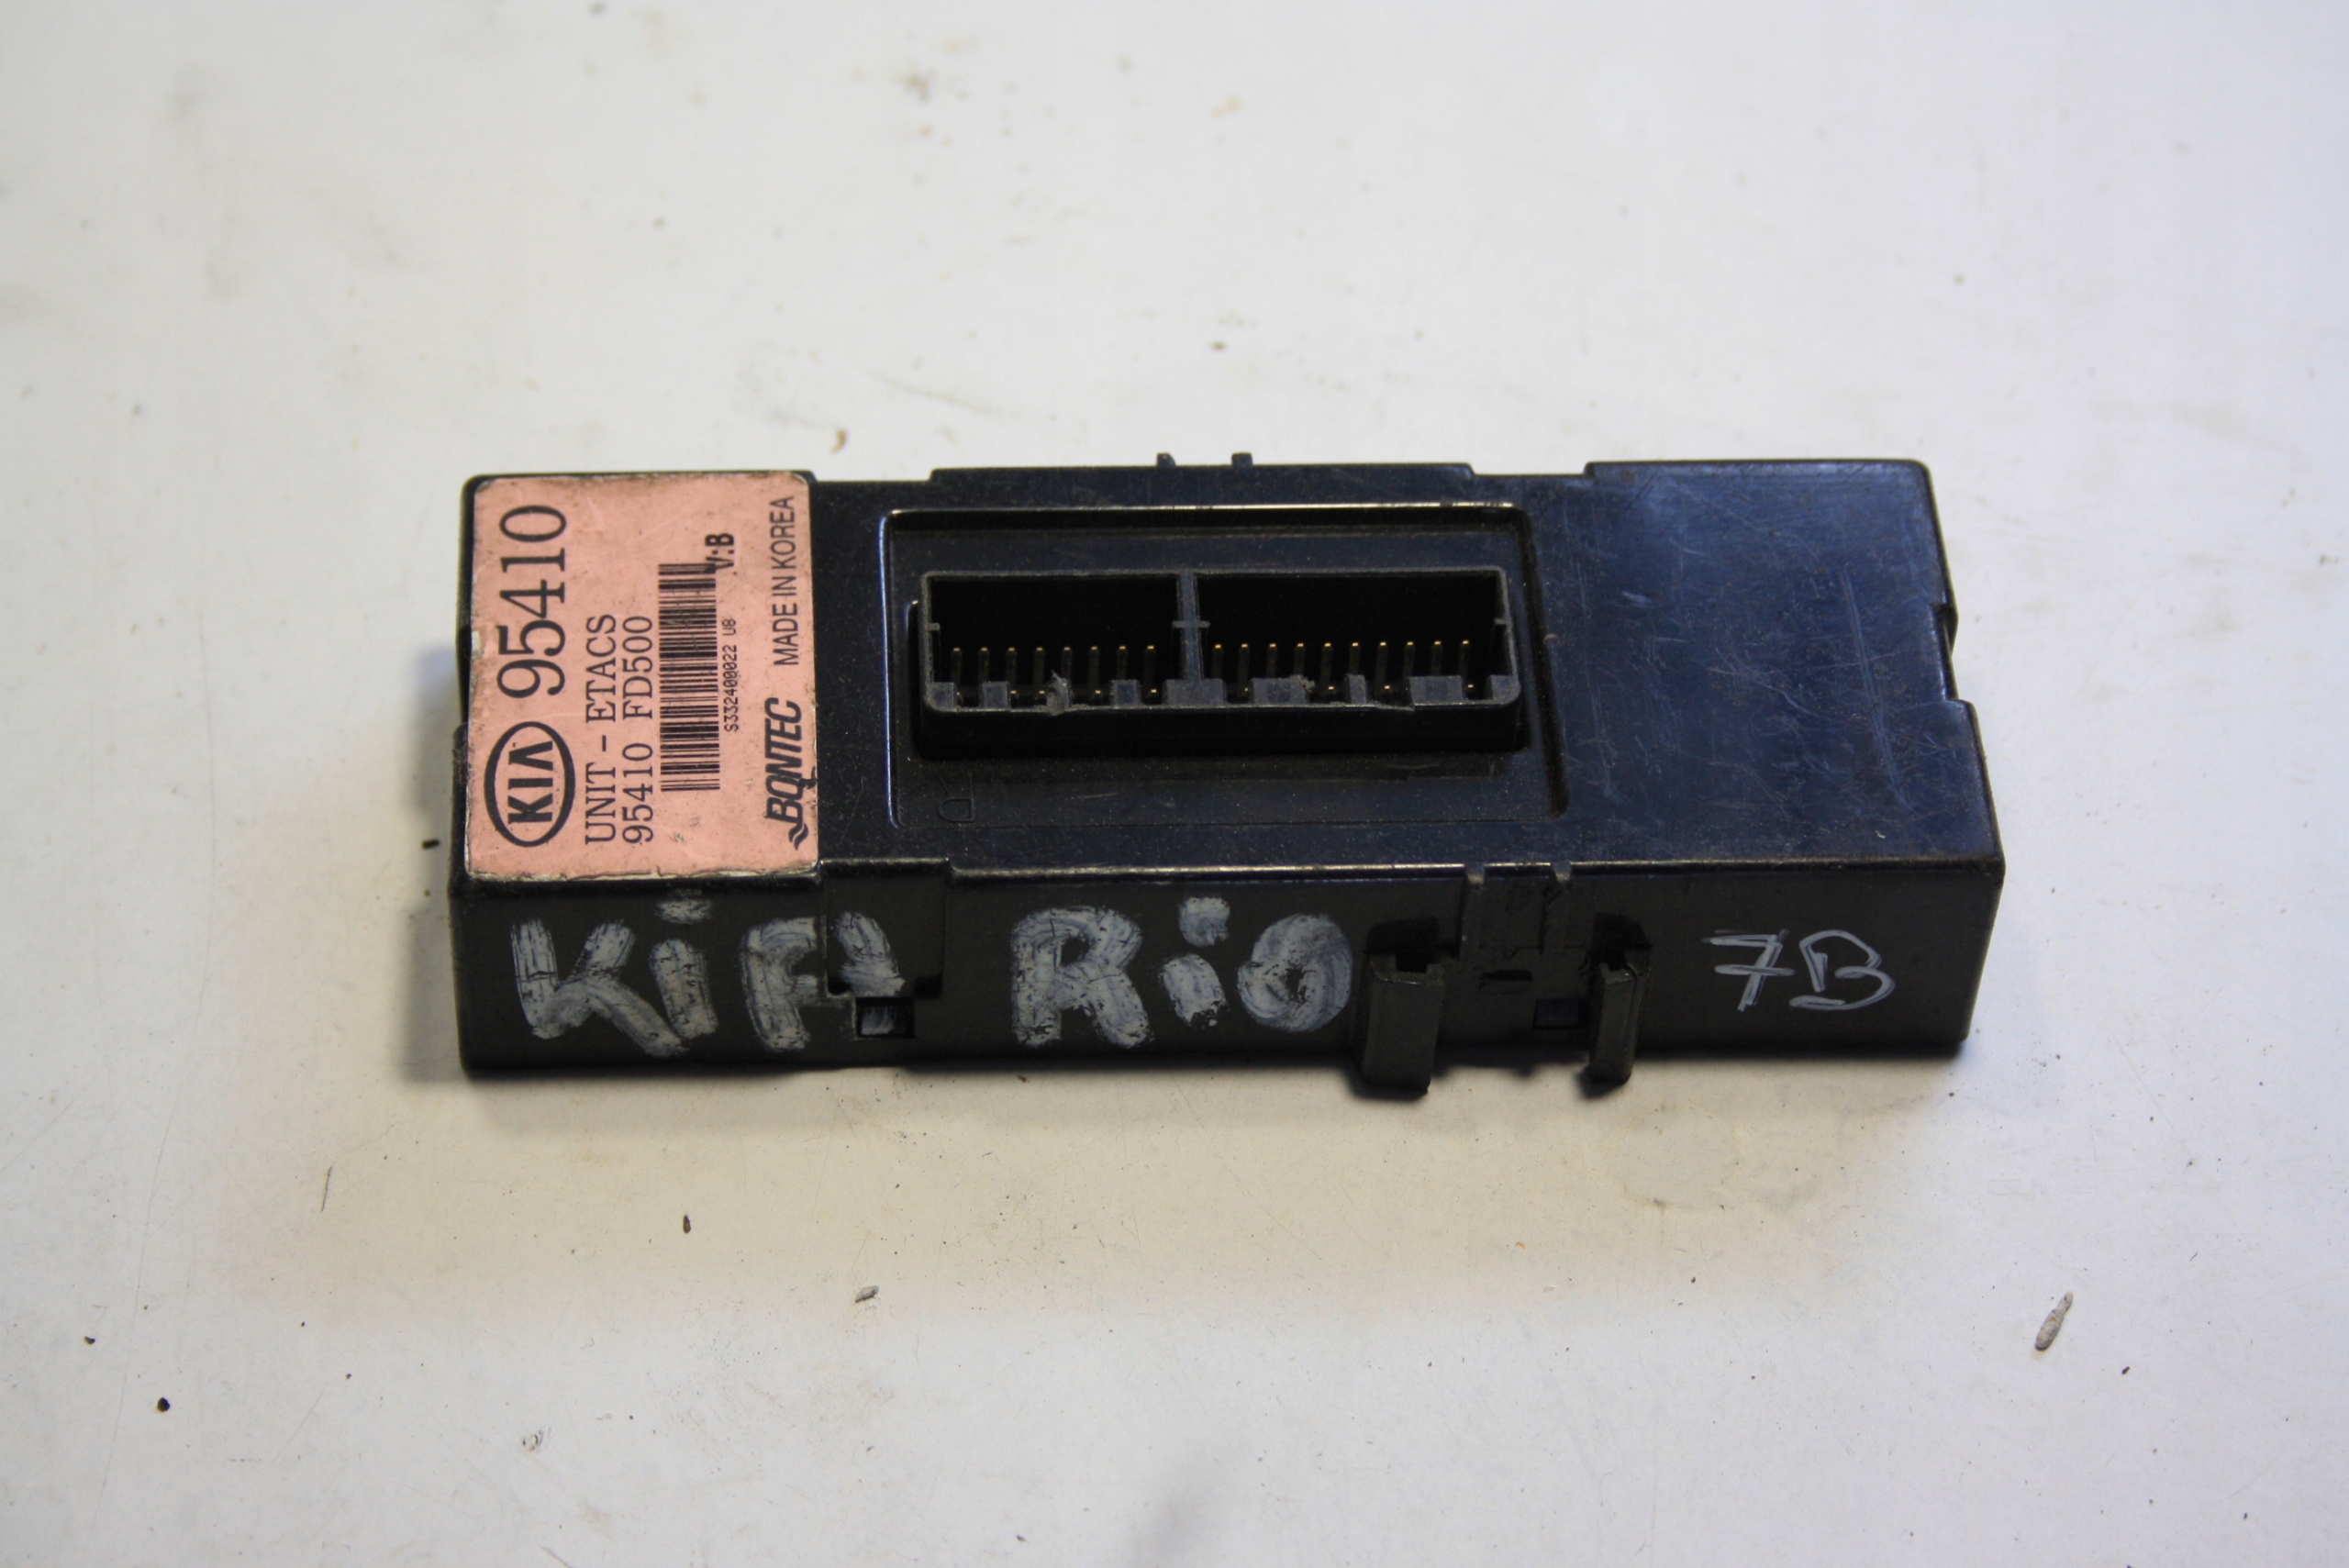 KIA 95410
UNIT - ETACS
95410 FD500
V:B
S332400022 U8
BONTEC MADE IN KOREA
KiA RiO
7B